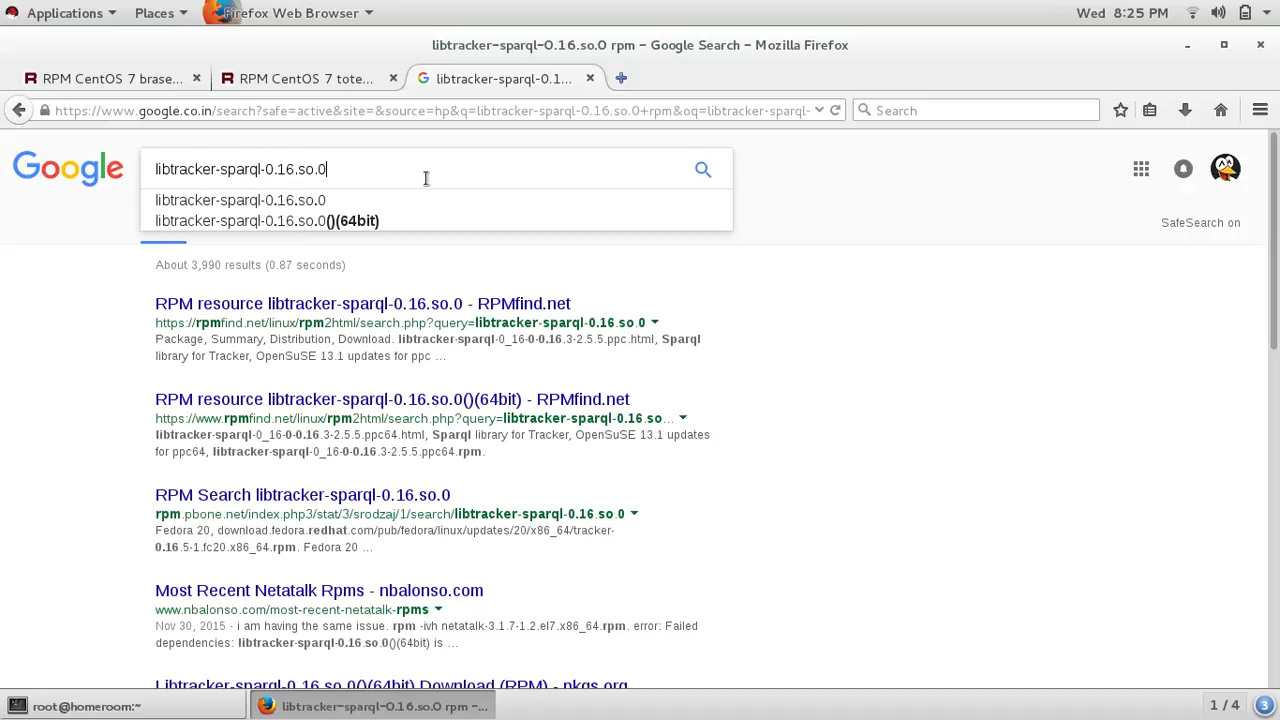 Applications Places Firefox Web Browser Wed 8:25 PM
libtracker-sparql-0.16.so.0 rpm - Google Search - Mozilla Firefox
RPM CentOS 7 brase... RPM CentOS 7 tote... G libtracker-sparql-0.1...
https://www.google.co.in/search?safe=active&site=&source=hp&q=libtracker-sparql-0.16.so.0+rpm&oq=libtracker-sparql- Search
Google libtracker-sparql-0.16.so.0
libtracker-sparql-0.16.so.0
libtracker-sparql-0.16.so.0()(64bit)
SafeSearch on
About 3,990 results (0.87 seconds)
RPM resource libtracker-sparql-0.16.so.0 - RPMfind.net
https://rpmfind.net/linux/rpm2html/search.php?query=libtracker-sparql-0.16.so.0
Package, Summary, Distribution, Download. libtracker-sparql-0_16-0-0.16.3-2.5.5.ppc.html, Sparql
library for Tracker, OpenSuSE 13.1 updates for ppc ...
RPM resource libtracker-sparql-0.16.so.0()(64bit) - RPMfind.net
https://www.rpmfind.net/linux/rpm2html/search.php?query=libtracker-sparql-0.16 so...
libtracker-sparql-0_16-0-0.16.3-2.5.5.ppc64.html, Sparql library for Tracker, OpenSuSE 13.1 updates
for ppc64, libtracker-sparql-0_16-0-0.16.3-2.5.5.ppc64.rpm.
RPM Search libtracker-sparql-0.16.so.0
rpm.pbone.net/index.php3/stat/3/srodzaj/1/search/libtracker-sparql-0.16.so.0
Fedora 20, download.fedora.redhat.com/pub/fedora/linux/updates/20/x86_64/tracker-
0.16.5-1.fc20.x86_64.rpm. Fedora 20 ...
Most Recent Netatalk Rpms - nbalonso.com
www.nbalonso.com/most-recent-netatalk-rpms
Nov 30, 2015 - i am having the same issue. rpm -ivh netatalk-3.1.7-1.2.el7.x86_64.rpm. error: Failed
dependencies: libtracker-sparql-0.16.so.0()(64bit) is ...
Libtracker-sparql-0.16.so.0()(64bit) Download (RPM) - pkgs.org
root@homeroom:~ libtracker-sparql-0.16.so.0 rpm -... 1 / 4 3